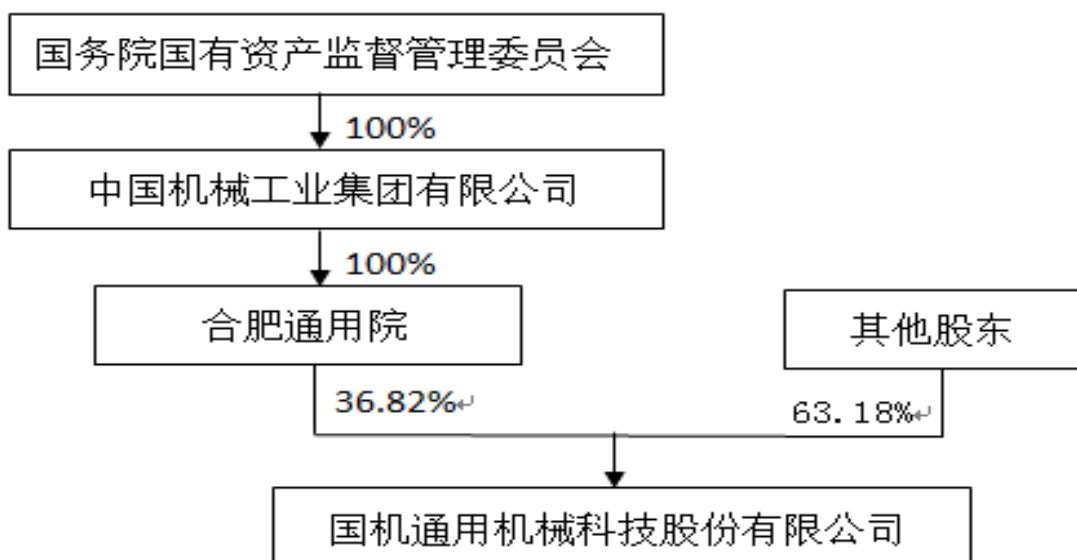 国务院国有资产监督管理委员会
100%
中国机械工业集团有限公司
100%
合肥通用院
其他股东
36.82%↵
63.18%↵
国机通用机械科技股份有限公司